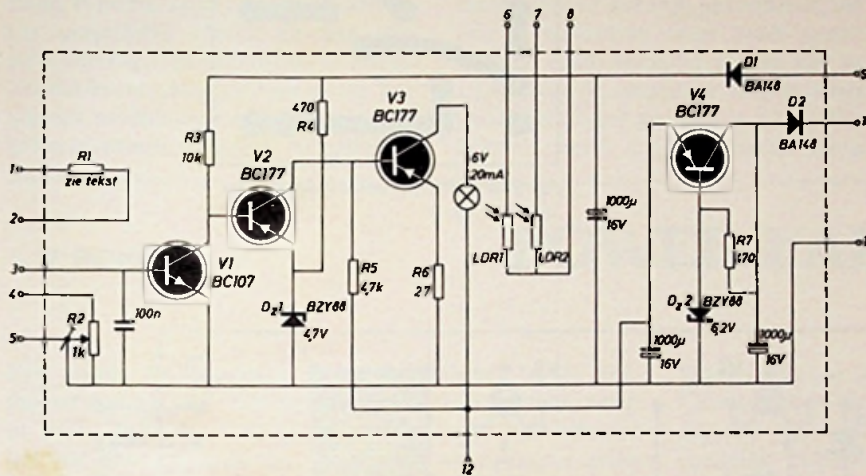 6 7 8
D1
BA148
V4
BC177
D2
BA148
V3
BC177
470
R4
R3
10k
V2
BC177
6V
20mA
1
R1
zie tekst
2
1000µ
16V
LDR1
LDR2
R7
470
3
V1
BC107
R5
4,7k
R6
27
4
R2
1k
5
100n
Dz1
BZY88
4,7V
Dz2
BZY88
6,2V
1000µ
16V
1000µ
16V
12